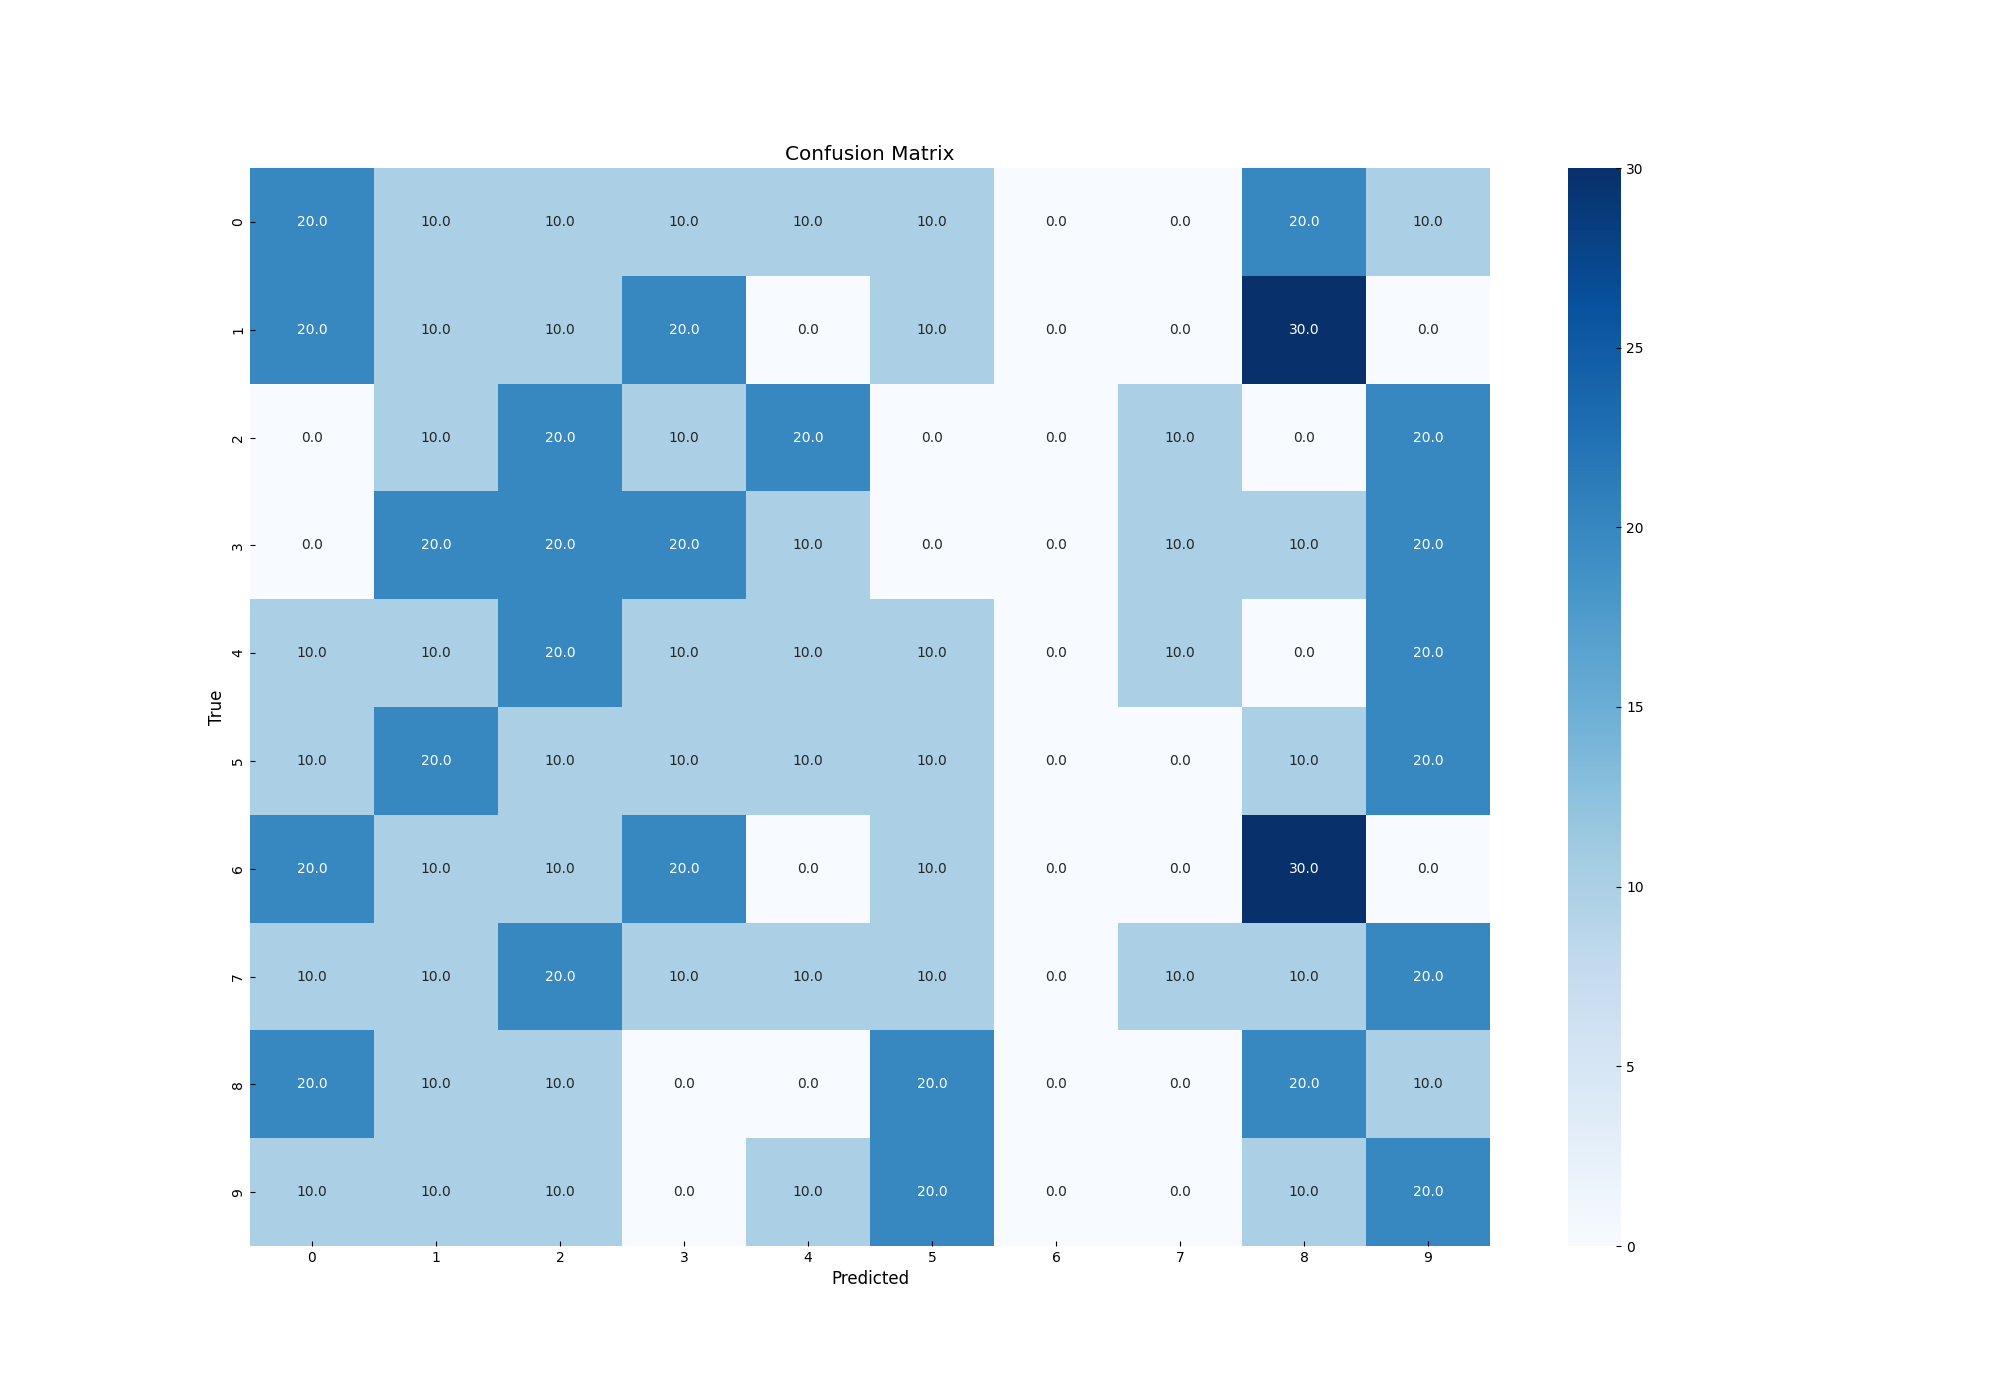 Confusion Matrix
0 20.0 10.0 10.0 10.0 10.0 10.0 0.0 0.0 20.0 10.0
1 20.0 10.0 10.0 20.0 0.0 10.0 0.0 0.0 30.0 0.0
2 0.0 10.0 20.0 10.0 20.0 0.0 0.0 10.0 0.0 20.0
3 0.0 20.0 20.0 20.0 10.0 0.0 0.0 10.0 10.0 20.0
4 10.0 10.0 20.0 10.0 10.0 10.0 0.0 10.0 0.0 20.0
5 10.0 20.0 10.0 10.0 10.0 10.0 0.0 0.0 10.0 20.0
6 20.0 10.0 10.0 20.0 0.0 10.0 0.0 0.0 30.0 0.0
7 10.0 10.0 20.0 10.0 10.0 10.0 0.0 10.0 10.0 20.0
8 20.0 10.0 10.0 0.0 0.0 20.0 0.0 0.0 20.0 10.0
9 10.0 10.0 10.0 0.0 10.0 20.0 0.0 0.0 10.0 20.0
0 1 2 3 4 5 6 7 8 9
Predicted
True
30
25
20
15
10
5
0